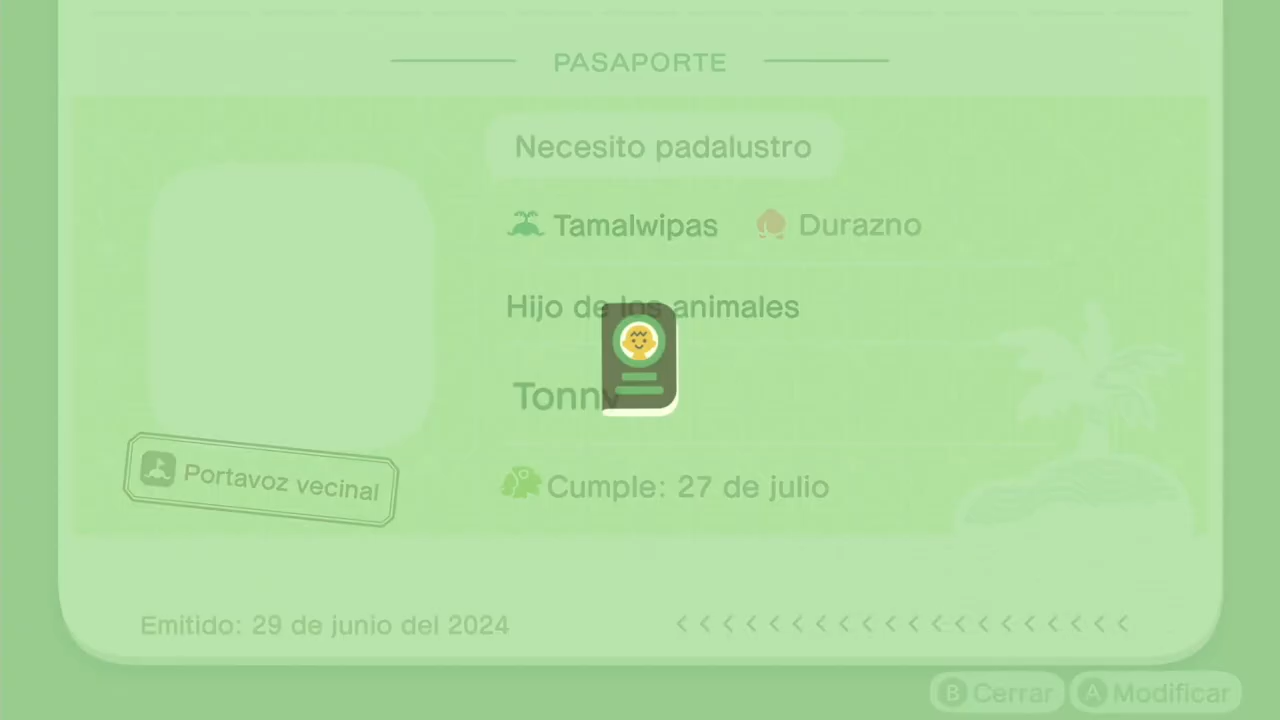 PASAPORTE
Necesito padalustro
Tamalwipas Durazno
Hijo de los animales
Tonny
Portavoz vecinal
Cumple: 27 de julio
Emitido: 29 de junio del 2024 <<<<<<<<<<<<<<<<<<<<
B Cerrar A Modificar